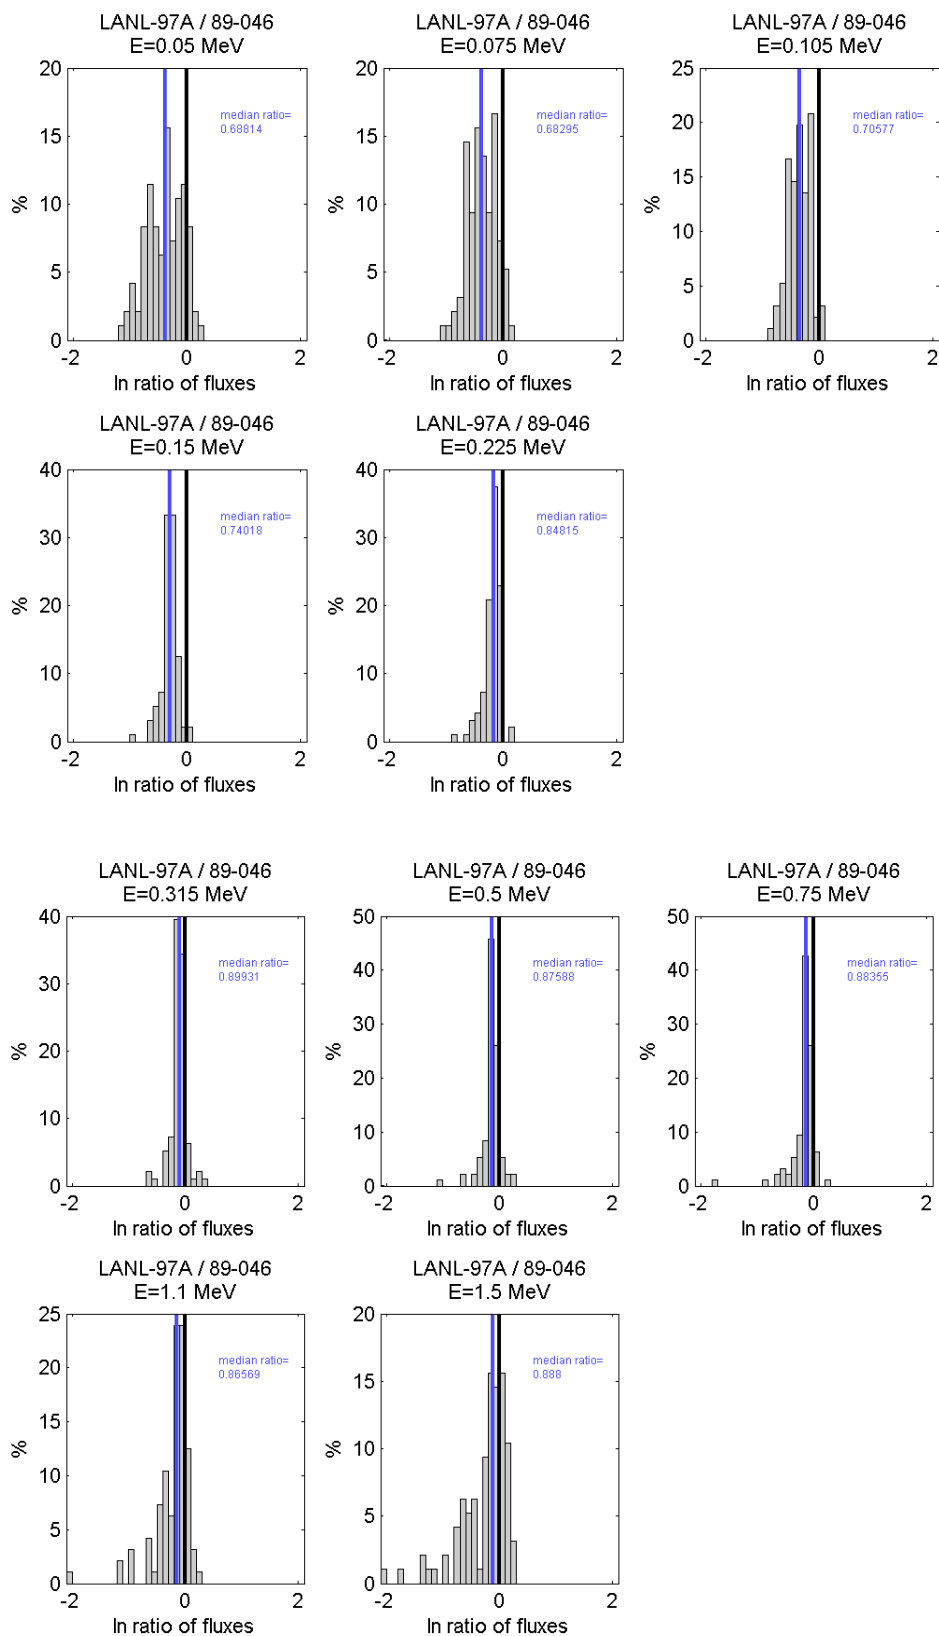 LANL-97A / 89-046
E=0.05 MeV
20
15
10
5
0
%
median ratio=
0.68814
-2 0 2
ln ratio of fluxes
LANL-97A / 89-046
E=0.075 MeV
20
15
10
5
0
%
median ratio=
0.68295
-2 0 2
ln ratio of fluxes
LANL-97A / 89-046
E=0.105 MeV
25
20
15
10
5
0
%
median ratio=
0.70577
-2 0 2
ln ratio of fluxes
LANL-97A / 89-046
E=0.15 MeV
40
30
20
10
0
%
median ratio=
0.74018
-2 0 2
ln ratio of fluxes
LANL-97A / 89-046
E=0.225 MeV
40
30
20
10
0
%
median ratio=
0.84815
-2 0 2
ln ratio of fluxes
LANL-97A / 89-046
E=0.315 MeV
40
30
20
10
0
%
median ratio=
0.89931
-2 0 2
ln ratio of fluxes
LANL-97A / 89-046
E=0.5 MeV
50
40
30
20
10
0
%
median ratio=
0.87588
-2 0 2
ln ratio of fluxes
LANL-97A / 89-046
E=0.75 MeV
50
40
30
20
10
0
%
median ratio=
0.88355
-2 0 2
ln ratio of fluxes
LANL-97A / 89-046
E=1.1 MeV
25
20
15
10
5
0
%
median ratio=
0.86569
-2 0 2
ln ratio of fluxes
LANL-97A / 89-046
E=1.5 MeV
20
15
10
5
0
%
median ratio=
0.888
-2 0 2
ln ratio of fluxes